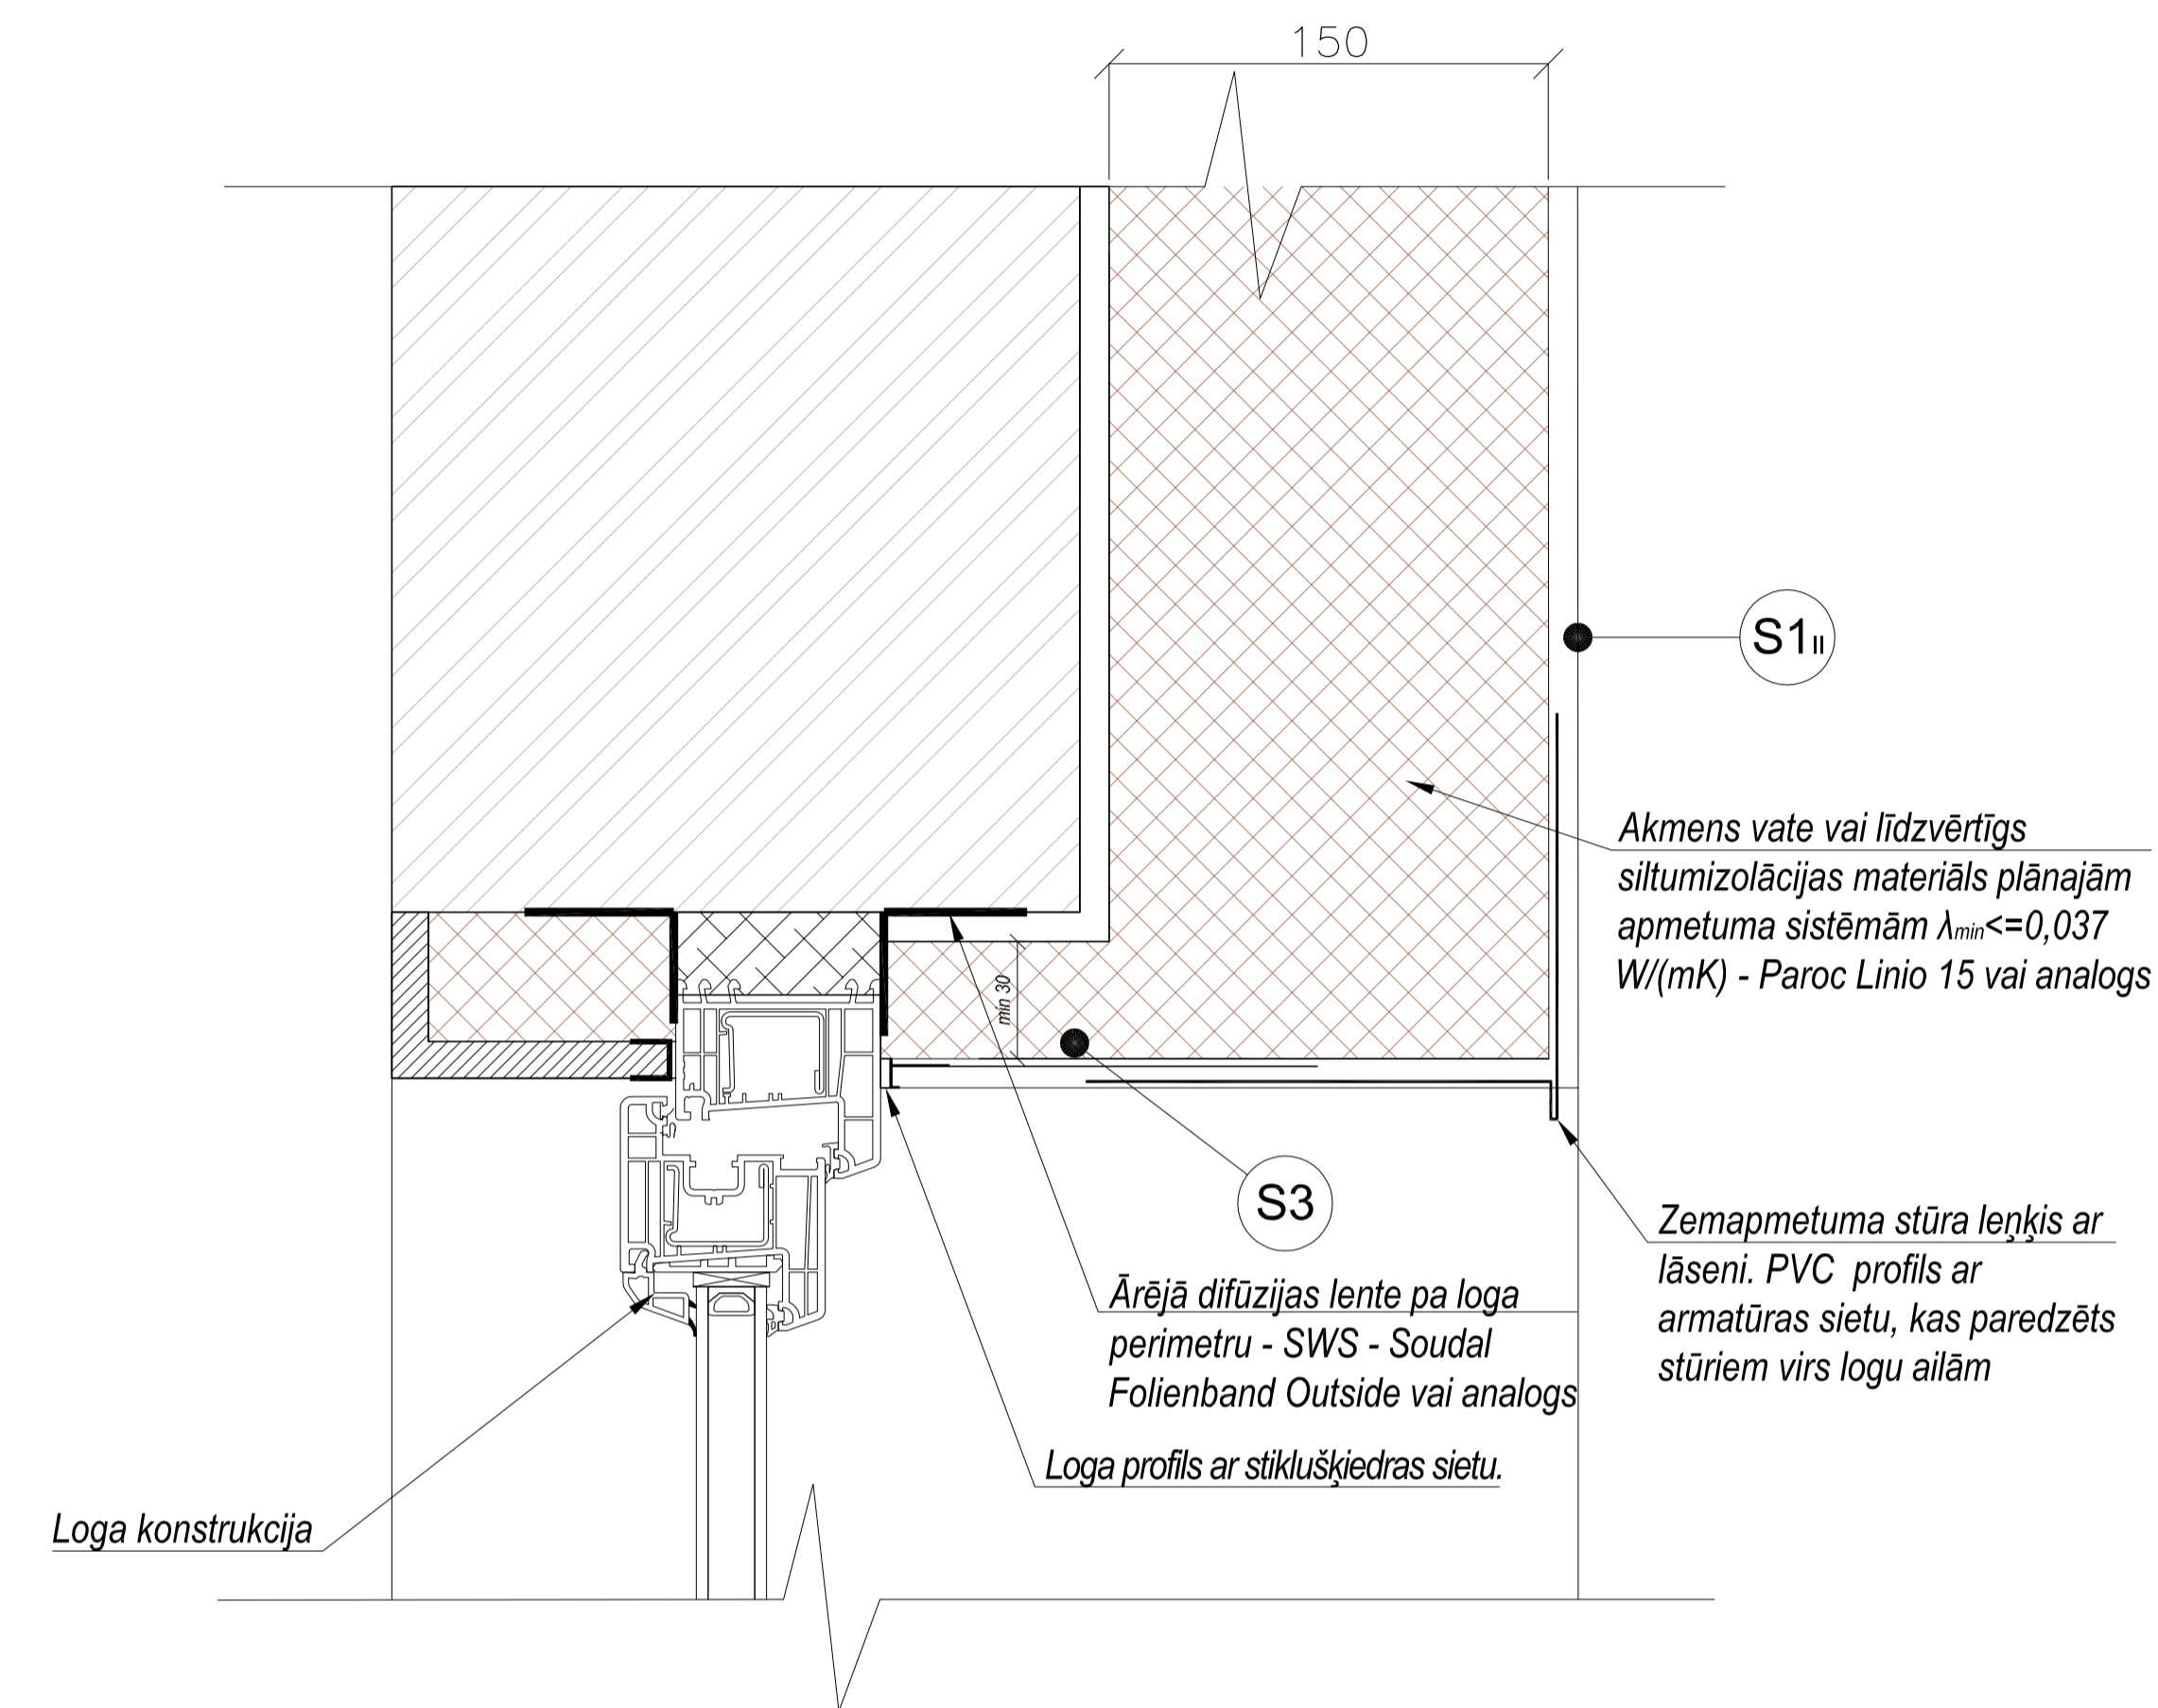 150
S1II
Akmens vate vai līdzvērtīgs
siltumizolācijas materiāls plānajām
apmetuma sistēmām λmin<=0,037
W/(mK) - Paroc Linio 15 vai analogs
min 30
S3
Zemapmetuma stūra leņķis ar
lāseni. PVC profils ar
armatūras sietu, kas paredzēts
stūriem virs logu ailām
Ārējā difūzijas lente pa loga
perimetru - SWS - Soudal
Folienband Outside vai analogs
Loga profils ar stiklušķiedras sietu.
Loga konstrukcija